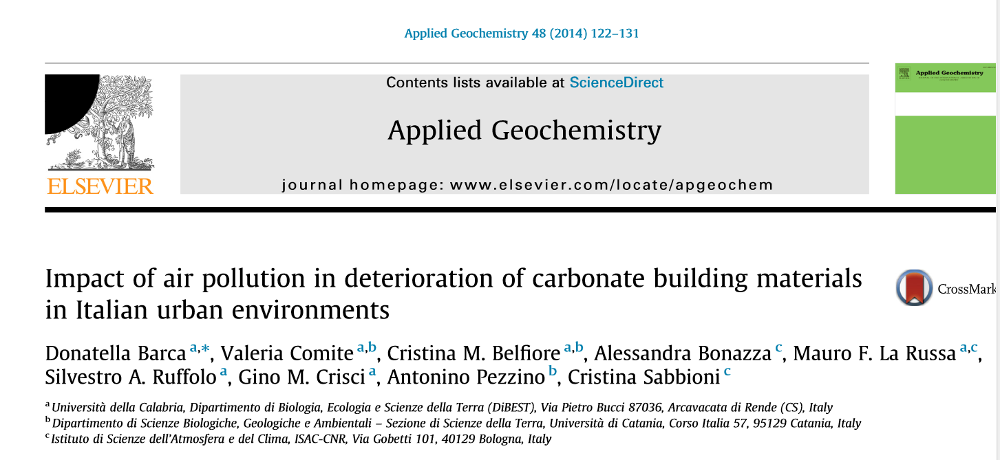 Applied Geochemistry 48 (2014) 122–131
Contents lists available at ScienceDirect
Applied Geochemistry
journal homepage: www.elsevier.com/locate/apgeochem
ELSEVIER
Applied Geochemistry
Impact of air pollution in deterioration of carbonate building materials
in Italian urban environments
CrossMark
Donatella Barca a,*, Valeria Comite a,b, Cristina M. Belfiore a,b, Alessandra Bonazza c, Mauro F. La Russa a,c,
Silvestro A. Ruffolo a, Gino M. Crisci a, Antonino Pezzino b, Cristina Sabbioni c
a Università della Calabria, Dipartimento di Biologia, Ecologia e Scienze della Terra (DiBEST), Via Pietro Bucci 87036, Arcavacata di Rende (CS), Italy
b Dipartimento di Scienze Biologiche, Geologiche e Ambientali – Sezione di Scienze della Terra, Università di Catania, Corso Italia 57, 95129 Catania, Italy
c Istituto di Scienze dell'Atmosfera e del Clima, ISAC-CNR, Via Gobetti 101, 40129 Bologna, Italy